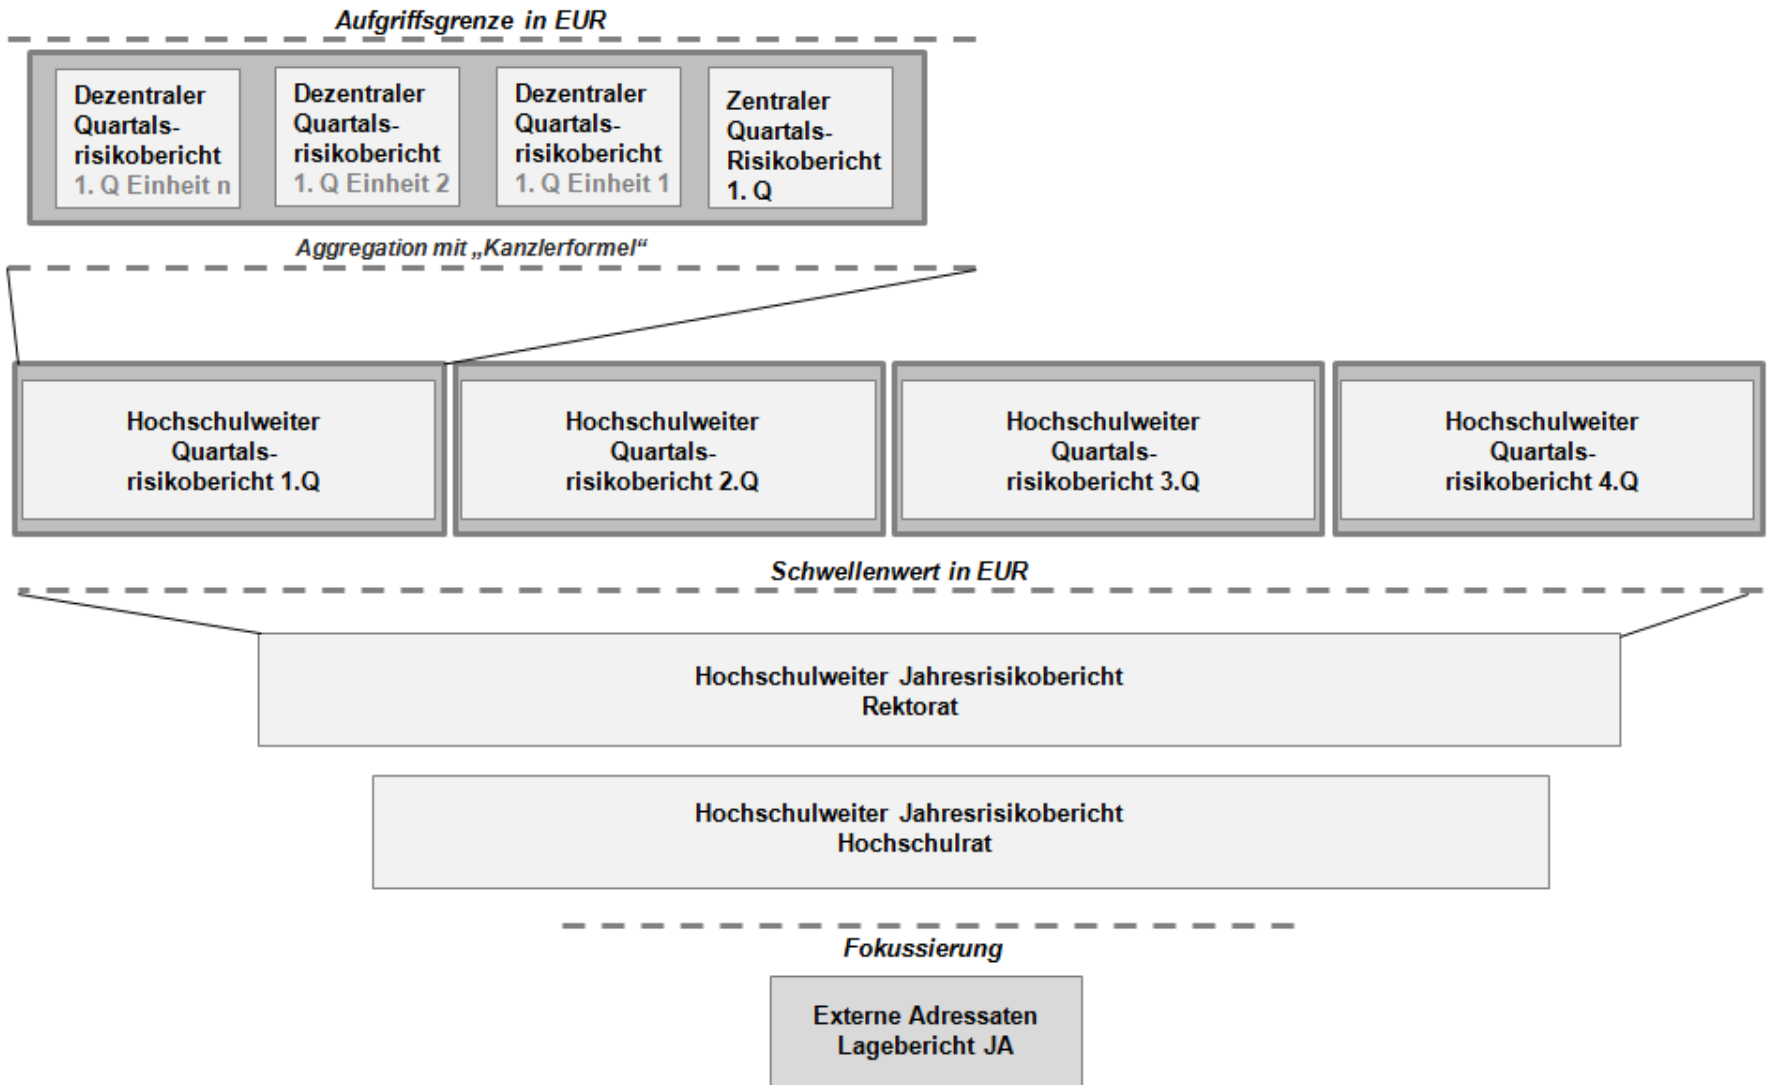 Aufgriffsgrenze in EUR
Dezentraler
Quartals-
risikobericht
1. Q Einheit n
Dezentraler
Quartals-
risikobericht
1. Q Einheit 2
Dezentraler
Quartals-
risikobericht
1. Q Einheit 1
Zentraler
Quartals-
Risikobericht
1. Q
Aggregation mit „Kanzlerformel“
Hochschulweiter
Quartals-
risikobericht 1.Q
Hochschulweiter
Quartals-
risikobericht 2.Q
Hochschulweiter
Quartals-
risikobericht 3.Q
Hochschulweiter
Quartals-
risikobericht 4.Q
Schwellenwert in EUR
Hochschulweiter Jahresrisikobericht
Rektorat
Hochschulweiter Jahresrisikobericht
Hochschulrat
Fokussierung
Externe Adressaten
Lagebericht JA